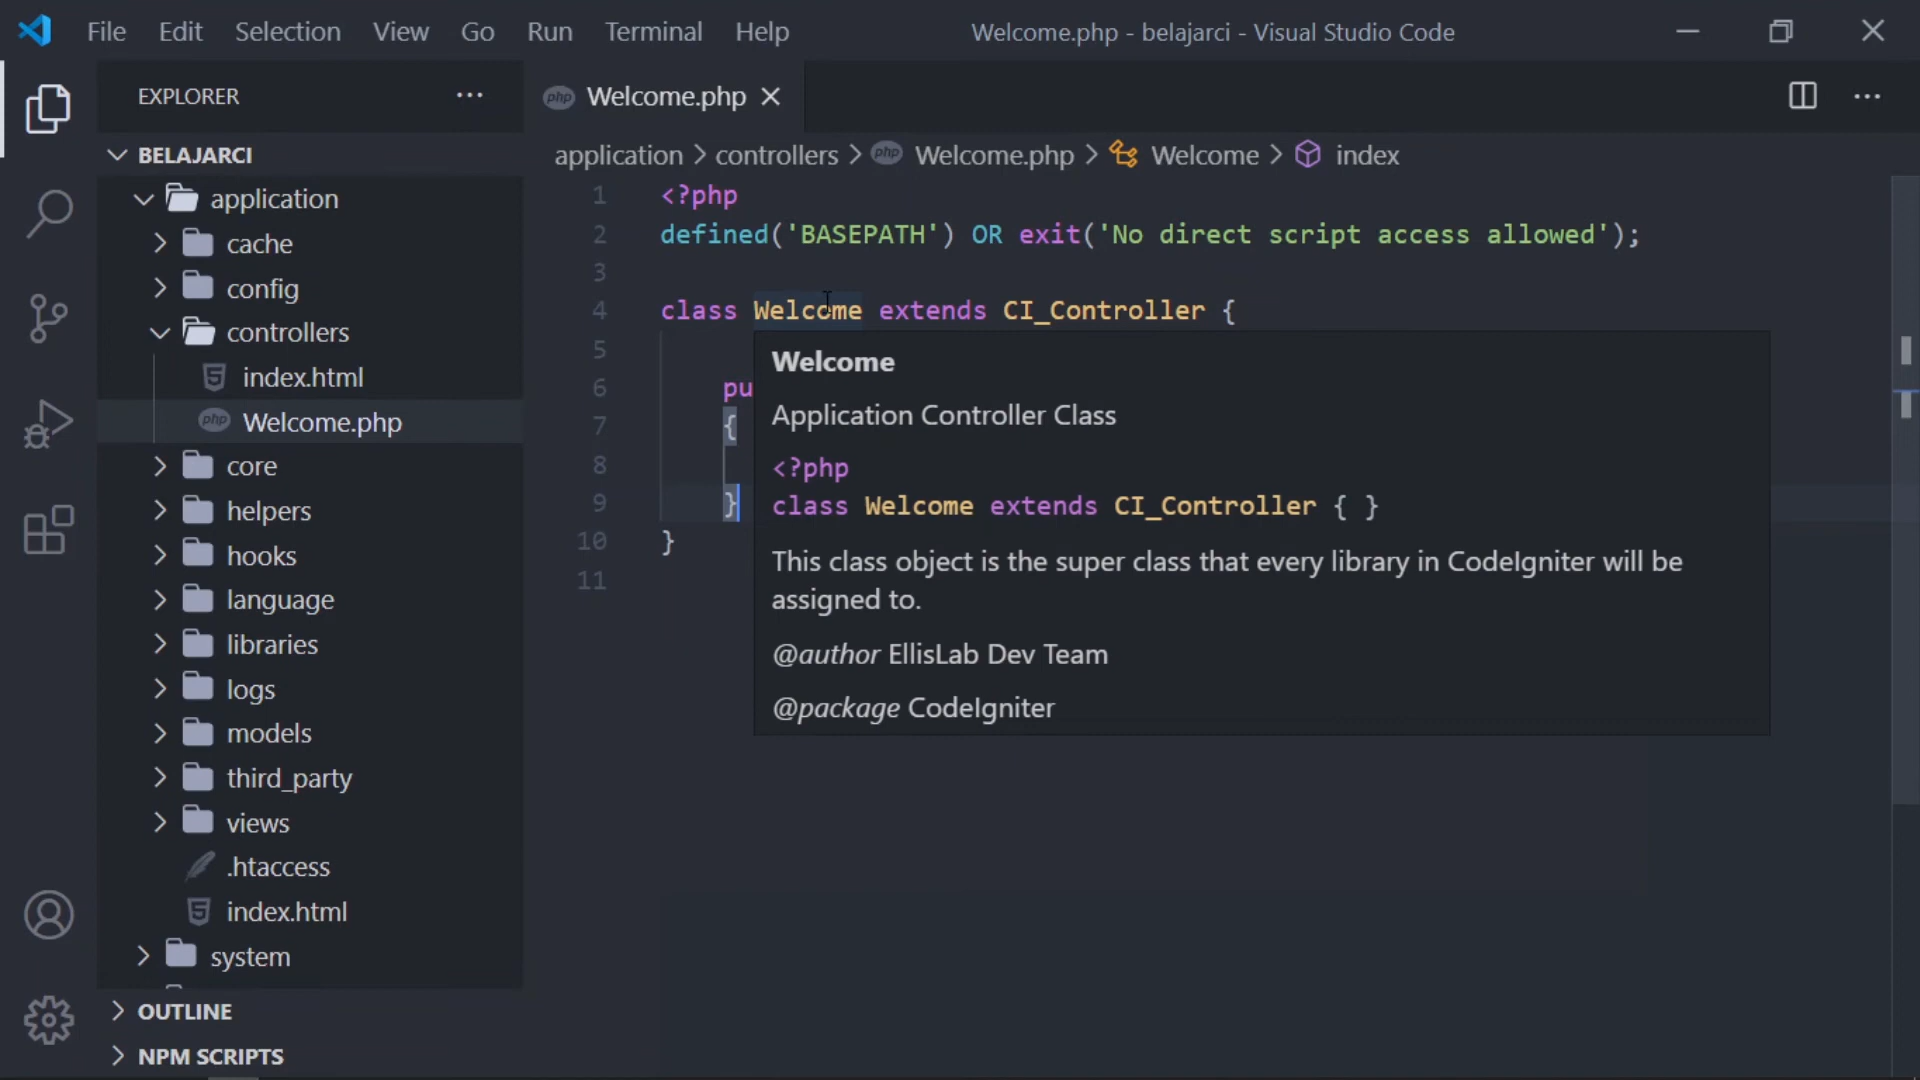 File Edit Selection View Go Run Terminal Help Welcome.php - belajarci - Visual Studio Code
EXPLORER
php Welcome.php
BELAJARCI
application > controllers > php Welcome.php > Welcome > index
application
cache
config
controllers
index.html
php Welcome.php
core
helpers
hooks
language
libraries
logs
models
third_party
views
.htaccess
index.html
system
OUTLINE
NPM SCRIPTS
1 <?php
2 defined('BASEPATH') OR exit('No direct script access allowed');
3
4 class Welcome extends CI_Controller {
5
6 pu
7 {
8
9 }
10 }
11
Welcome
Application Controller Class
<?php
class Welcome extends CI_Controller { }
This class object is the super class that every library in CodeIgniter will be
assigned to.
@author EllisLab Dev Team
@package CodeIgniter